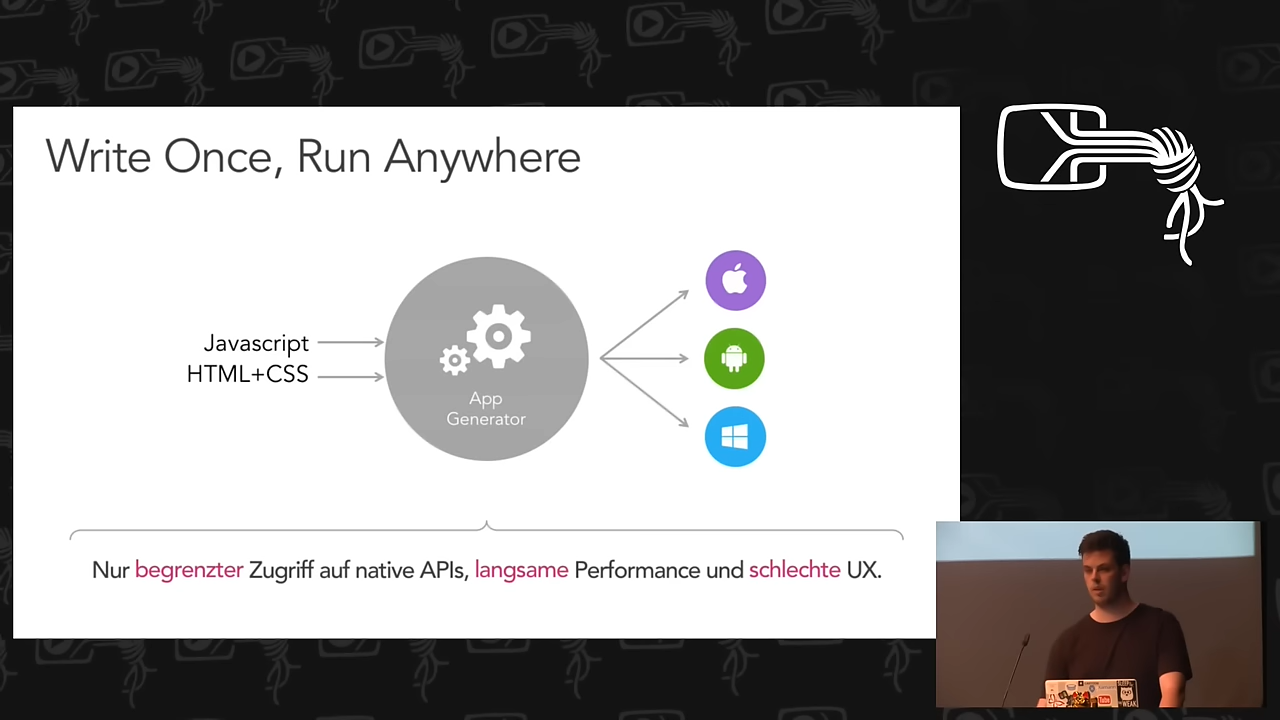 Write Once, Run Anywhere
Javascript
HTML+CSS
App
Generator
Nur begrenzter Zugriff auf native APIs, langsame Performance und schlechte UX.